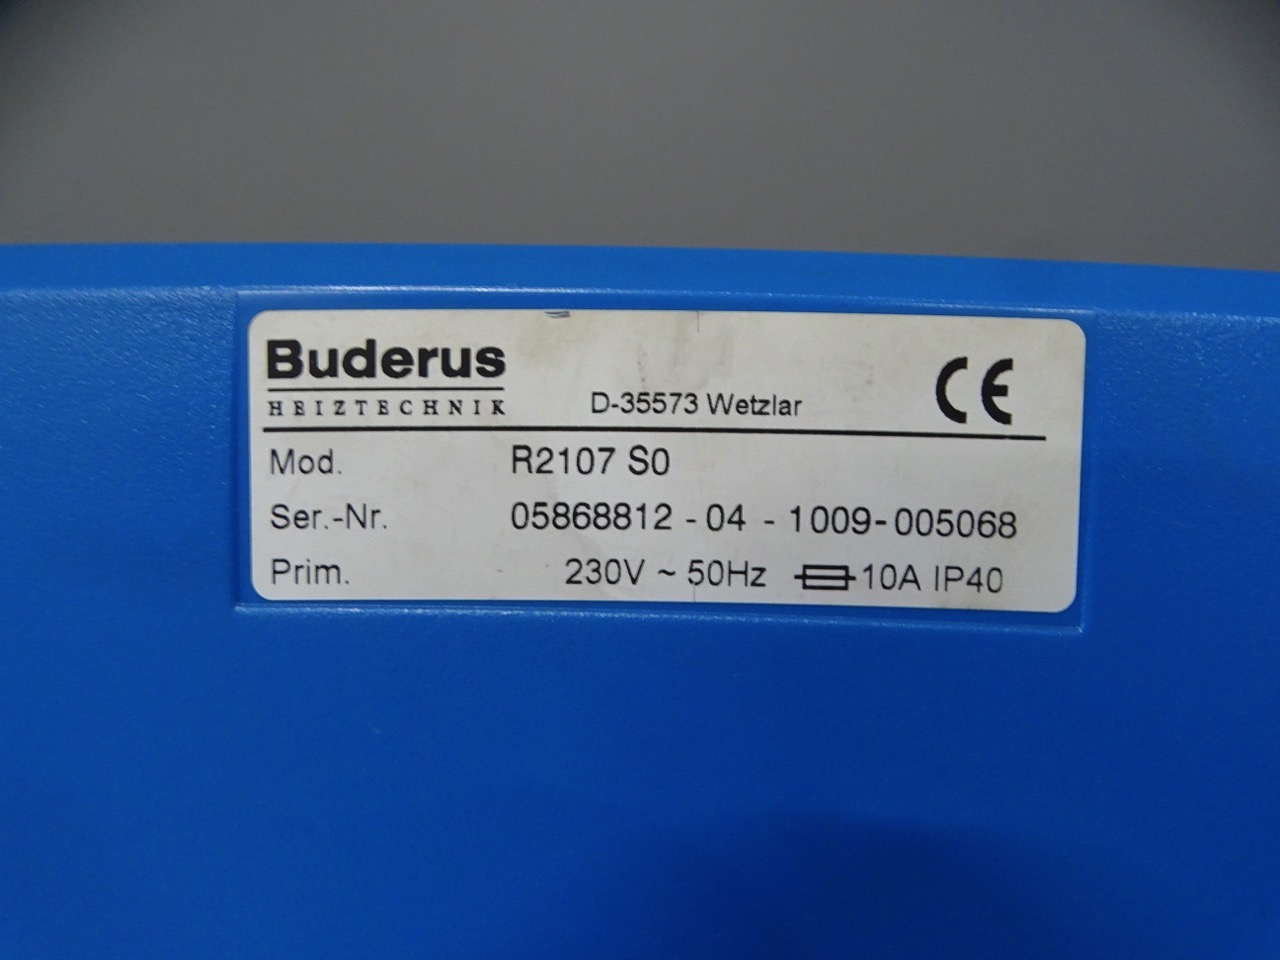 Buderus
HEIZTECHNIK
D-35573 Wetzlar
CE
Mod. R2107 S0
Ser.-Nr. 05868812 - 04 - 1009-005068
Prim. 230V ~ 50Hz 10A IP40